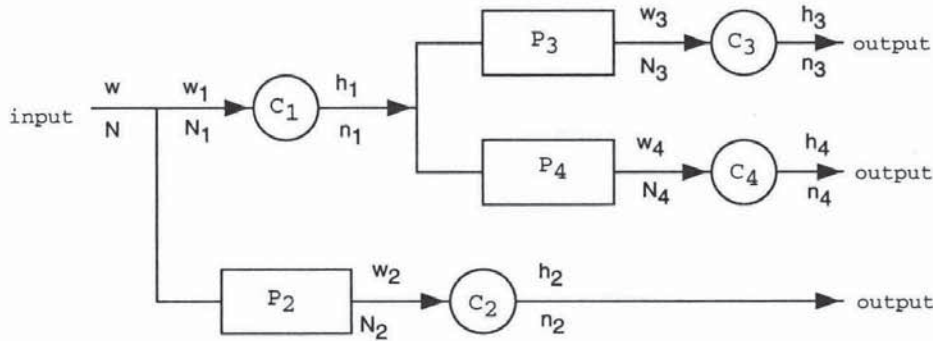 w₃ h₃
P₃ C₃ output
N₃ n₃
w w₁ h₁
input C₁
N N₁ n₁
w₄ h₄
P₄ C₄ output
N₄ n₄
w₂ h₂
P₂ C₂ output
N₂ n₂